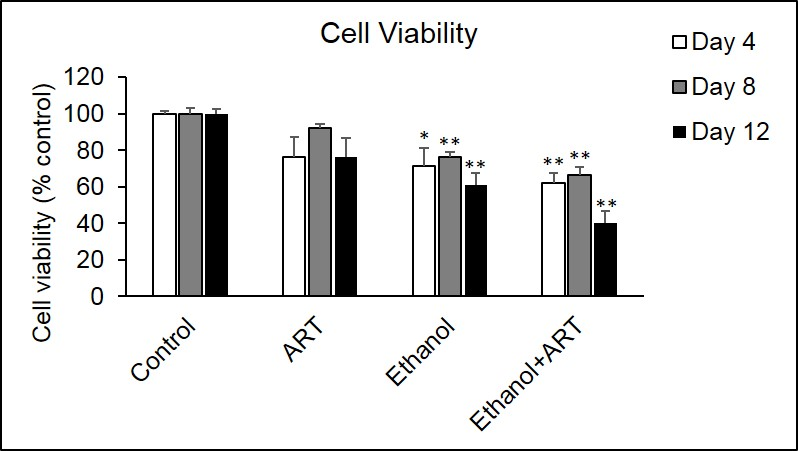 Cell Viability
Day 4
Day 8
Day 12
Cell viability (% control)
120
100
80
60
40
20
0
*
**
**
**
**
**
Control
ART
Ethanol
Ethanol+ART